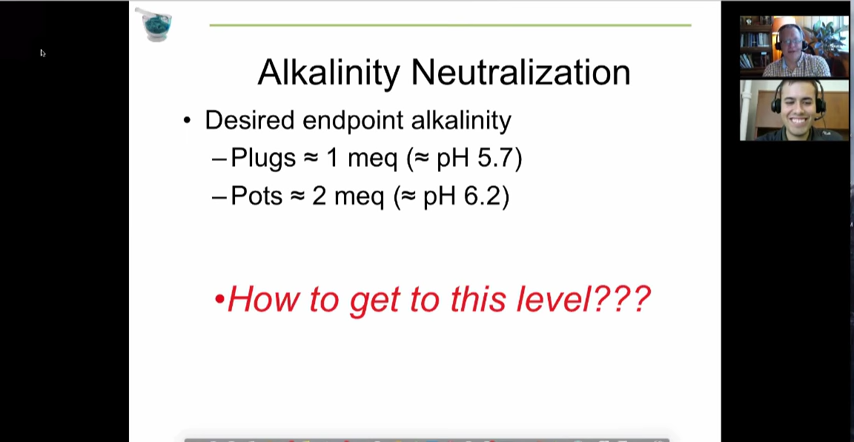 Alkalinity Neutralization
• Desired endpoint alkalinity
–Plugs ≈ 1 meq (≈ pH 5.7)
–Pots ≈ 2 meq (≈ pH 6.2)
•How to get to this level???